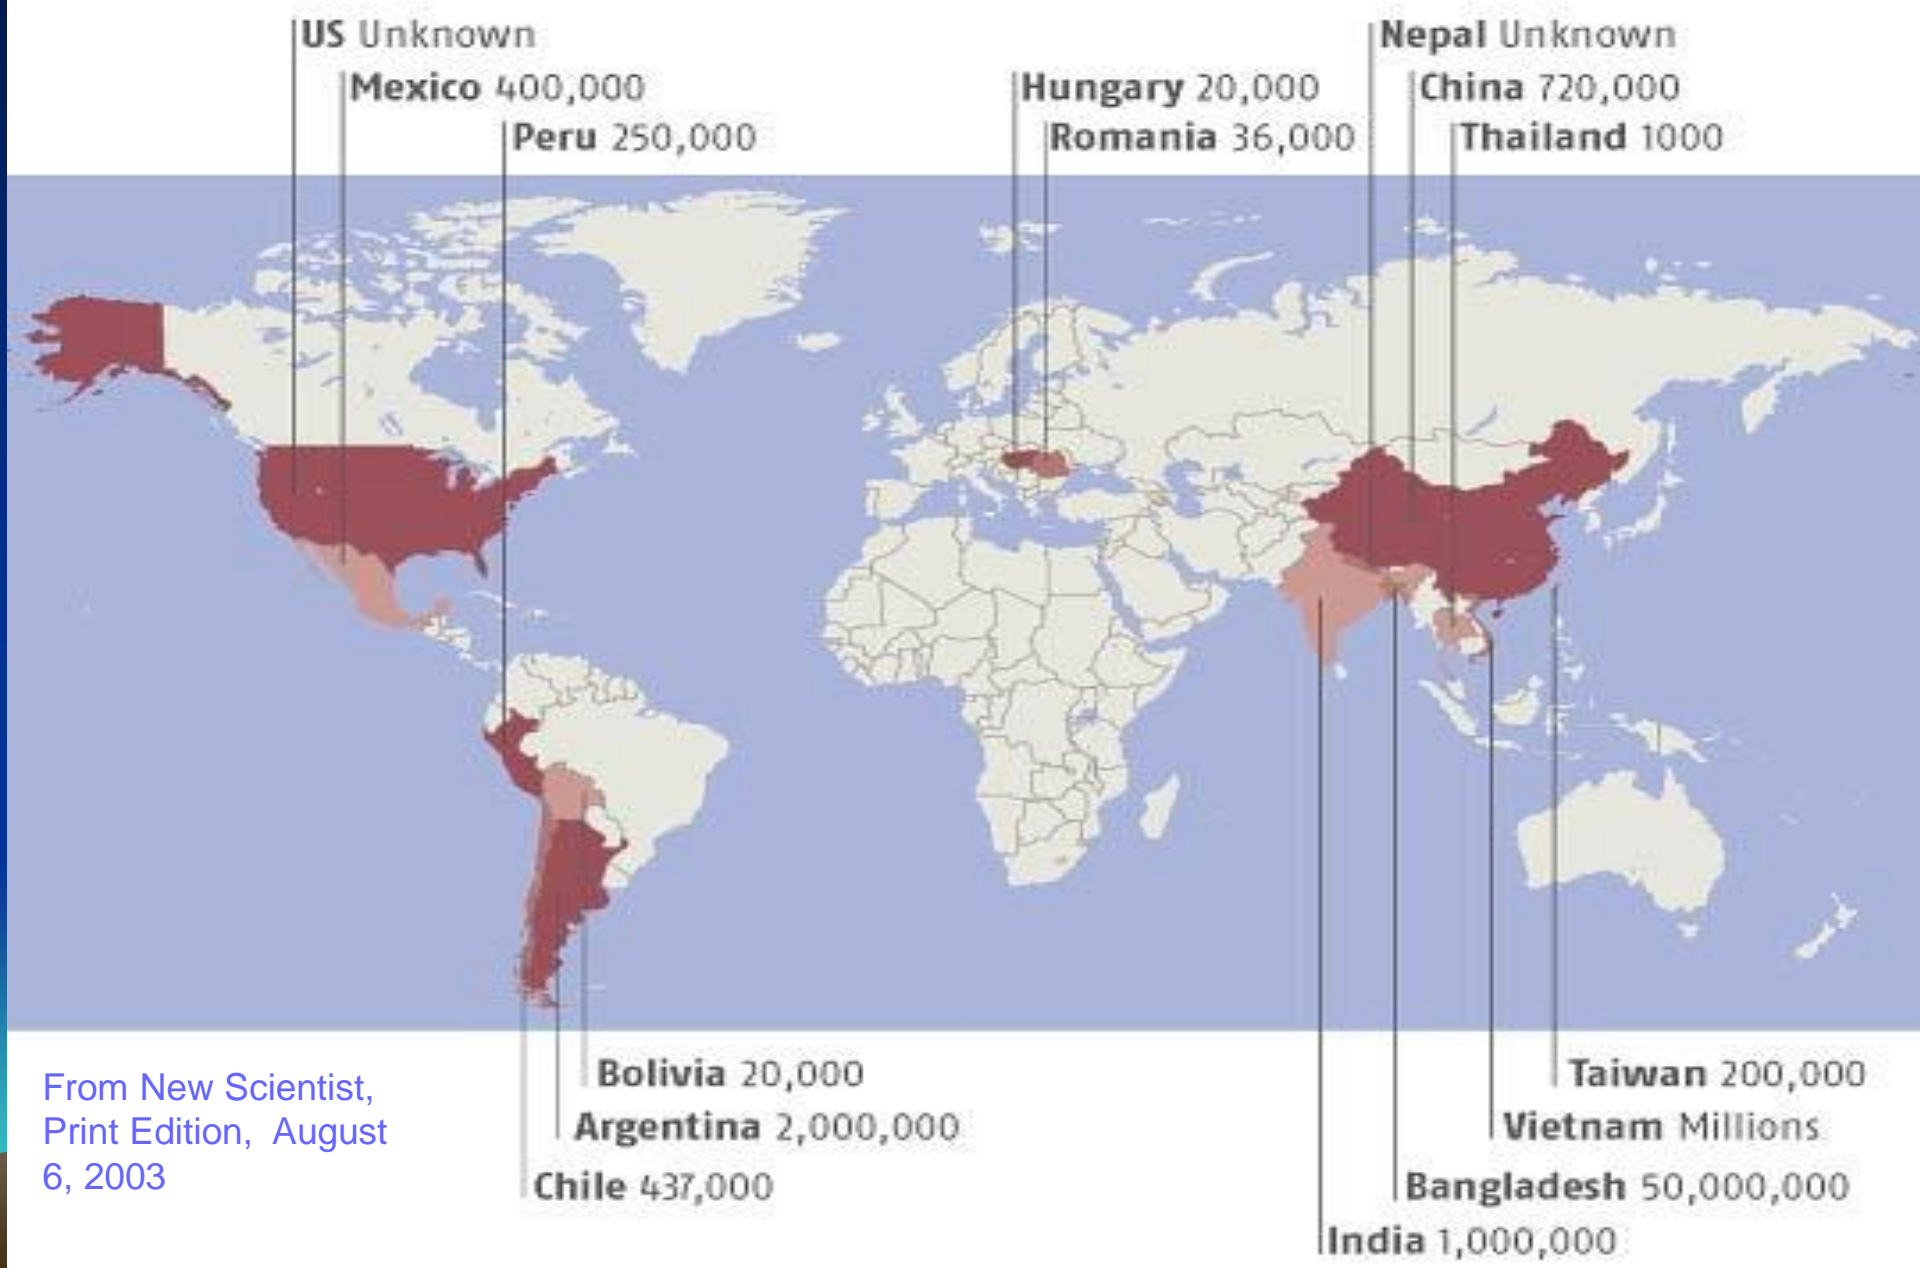 US Unknown
Mexico 400,000
Peru 250,000
Hungary 20,000
Romania 36,000
Nepal Unknown
China 720,000
Thailand 1000
Bolivia 20,000
Argentina 2,000,000
Chile 437,000
Taiwan 200,000
Vietnam Millions
Bangladesh 50,000,000
India 1,000,000
From New Scientist,
Print Edition, August
6, 2003